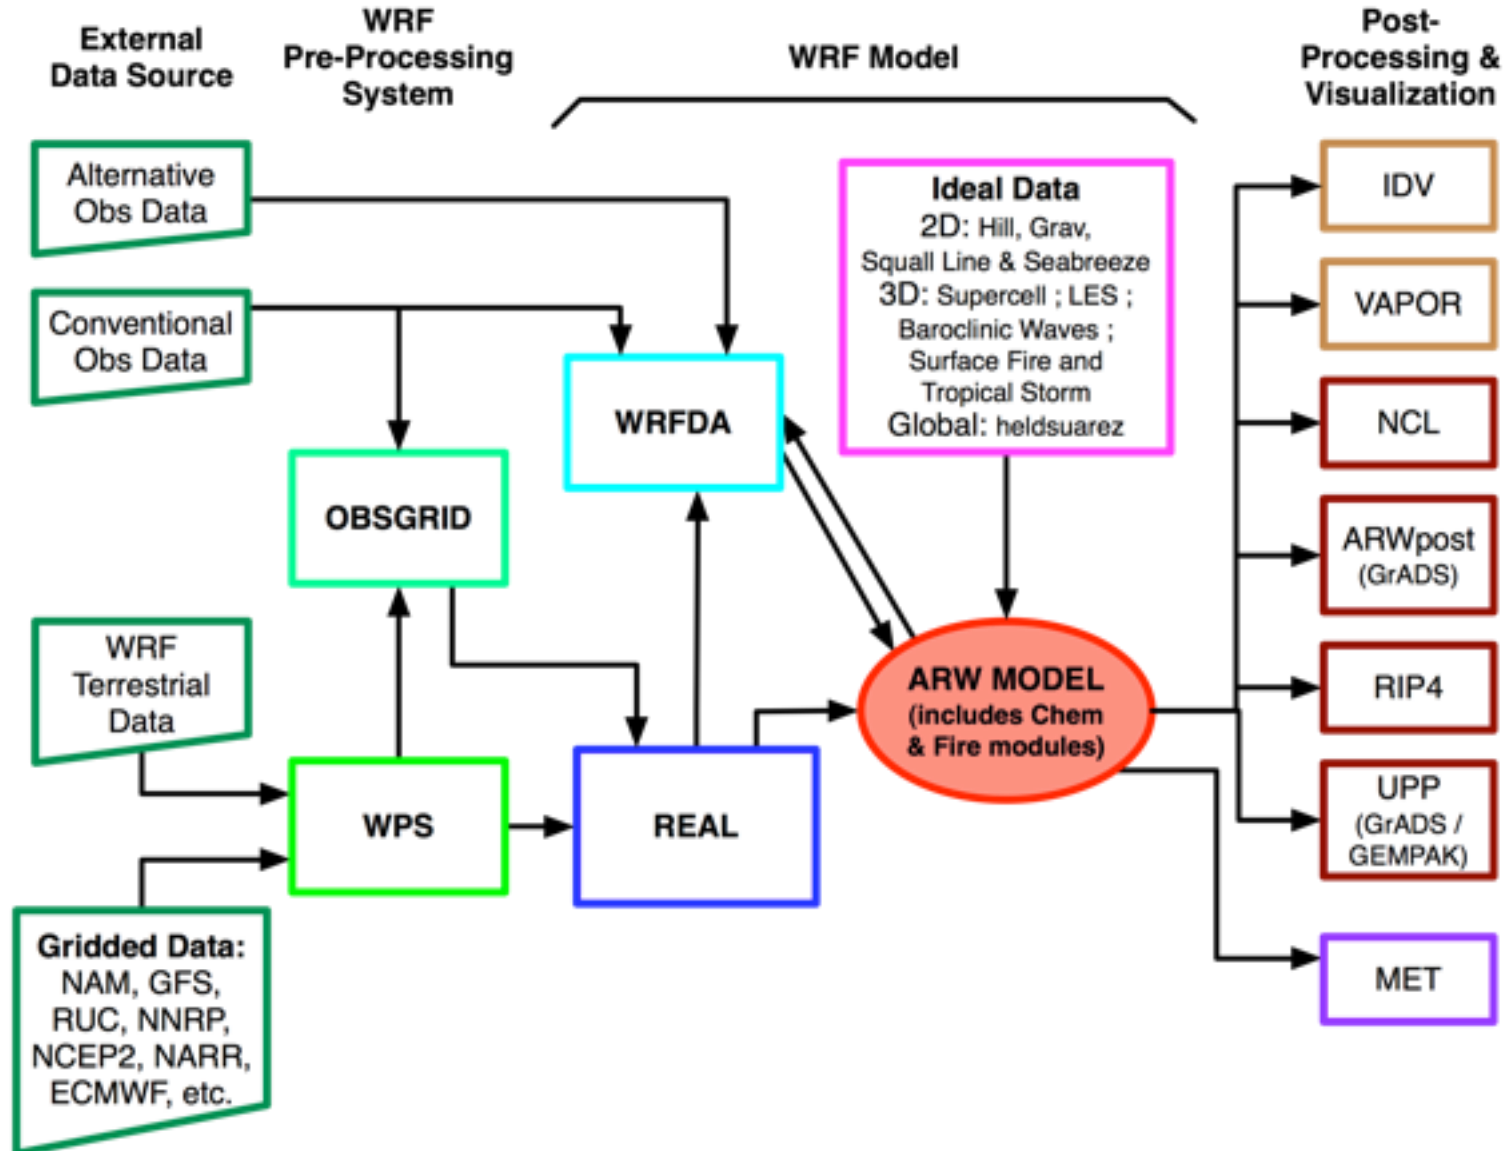 External
Data Source
WRF
Pre-Processing
System
WRF Model
Post-
Processing &
Visualization
Alternative
Obs Data
Conventional
Obs Data
WRF
Terrestrial
Data
Gridded Data:
NAM, GFS,
RUC, NNRP,
NCEP2, NARR,
ECMWF, etc.
OBSGRID
WPS
WRFDA
REAL
Ideal Data
2D: Hill, Grav,
Squall Line & Seabreeze
3D: Supercell ; LES ;
Baroclinic Waves ;
Surface Fire and
Tropical Storm
Global: heldsuarez
ARW MODEL
(includes Chem
& Fire modules)
IDV
VAPOR
NCL
ARWpost
(GrADS)
RIP4
UPP
(GrADS /
GEMPAK)
MET